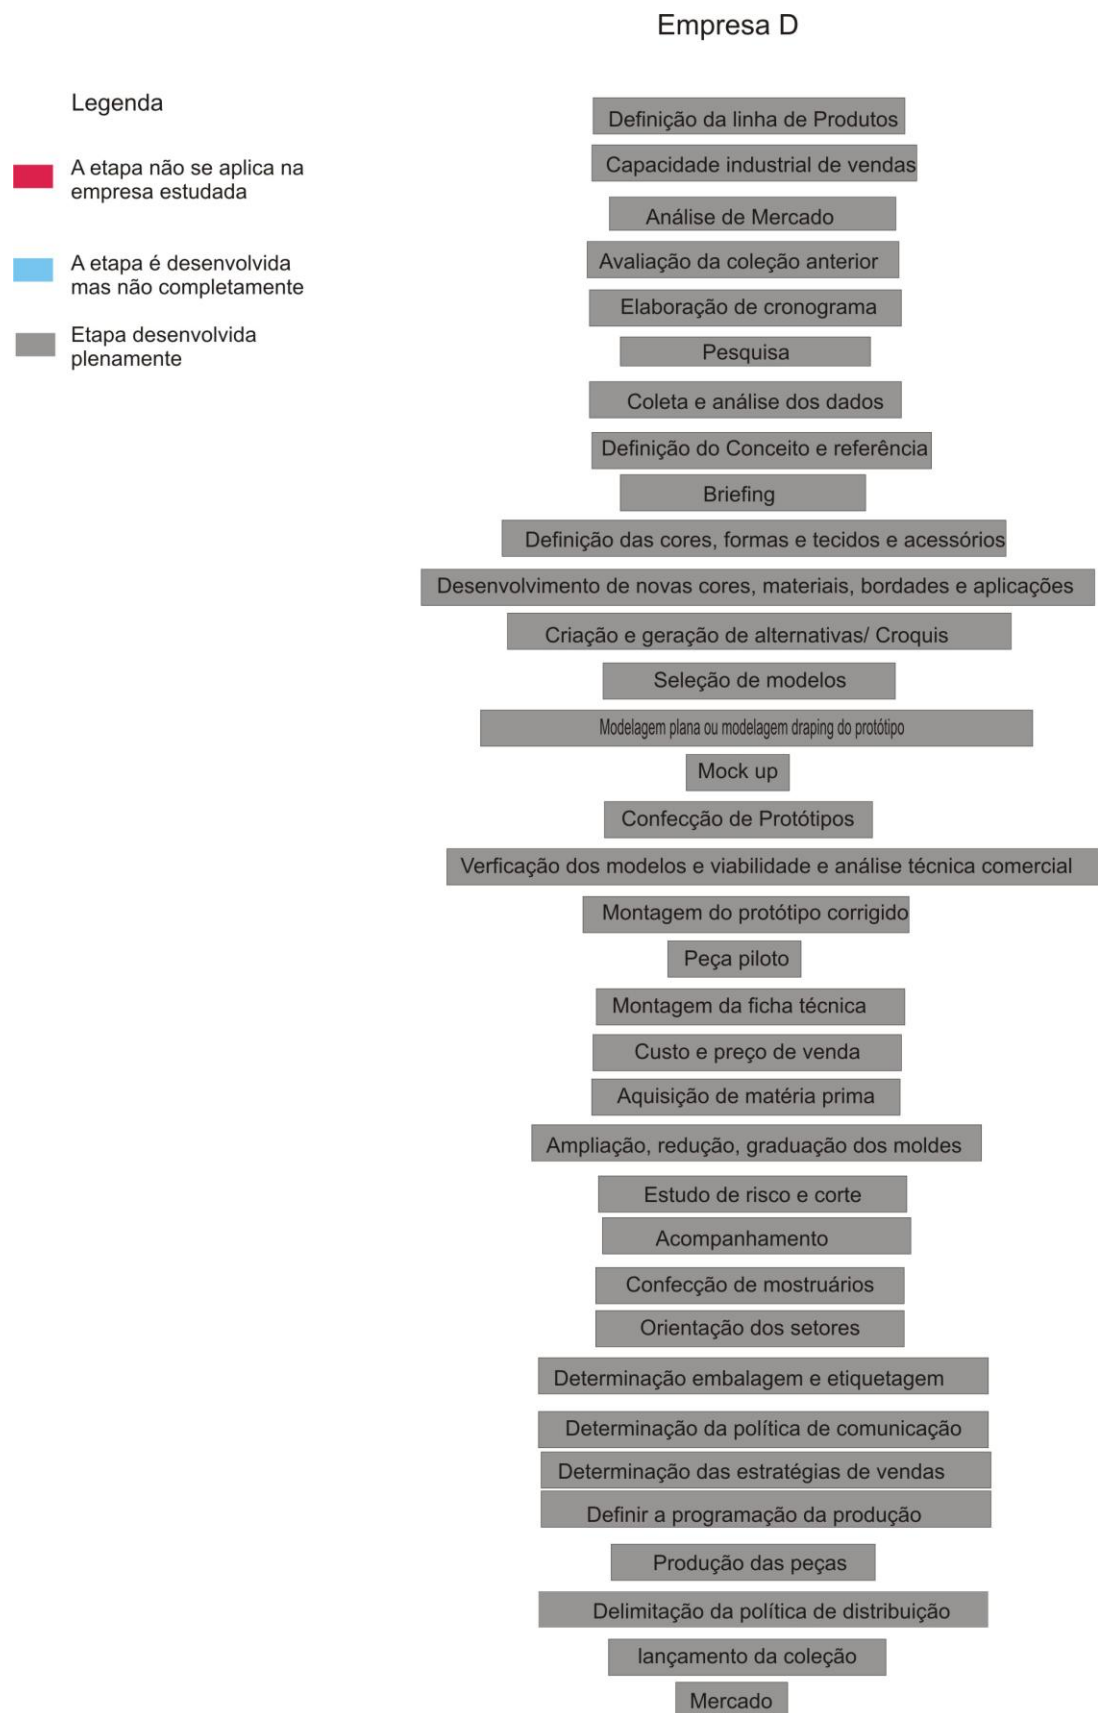 Empresa D
Legenda
A etapa não se aplica na
empresa estudada
A etapa é desenvolvida
mas não completamente
Etapa desenvolvida
plenamente
Definição da linha de Produtos
Capacidade industrial de vendas
Análise de Mercado
Avaliação da coleção anterior
Elaboração de cronograma
Pesquisa
Coleta e análise dos dados
Definição do Conceito e referência
Briefing
Definição das cores, formas e tecidos e acessórios
Desenvolvimento de novas cores, materiais, bordades e aplicações
Criação e geração de alternativas/ Croquis
Seleção de modelos
Modelagem plana ou modelagem draping do protótipo
Mock up
Confecção de Protótipos
Verficação dos modelos e viabilidade e análise técnica comercial
Montagem do protótipo corrigido
Peça piloto
Montagem da ficha técnica
Custo e preço de venda
Aquisição de matéria prima
Ampliação, redução, graduação dos moldes
Estudo de risco e corte
Acompanhamento
Confecção de mostruários
Orientação dos setores
Determinação embalagem e etiquetagem
Determinação da política de comunicação
Determinação das estratégias de vendas
Definir a programação da produção
Produção das peças
Delimitação da política de distribuição
lançamento da coleção
Mercado